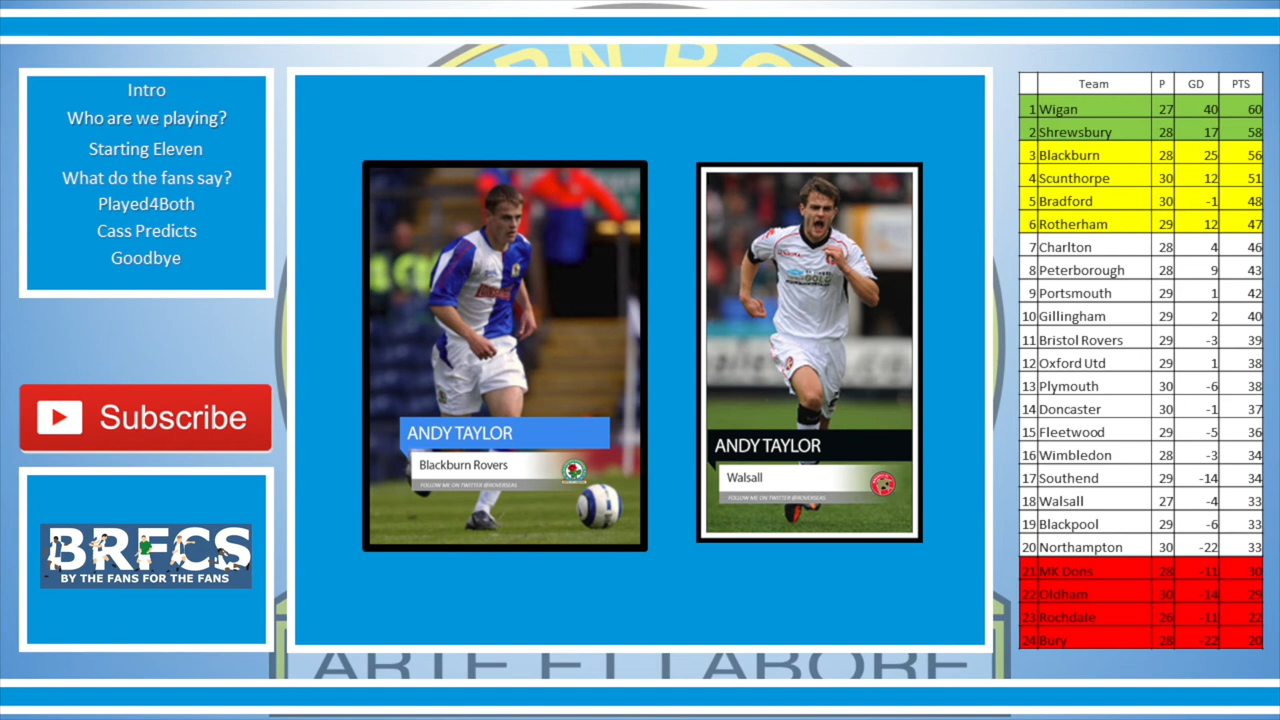 RN RO
Intro
Who are we playing?
Starting Eleven
What do the fans say?
Played4Both
Cass Predicts
Goodbye
Subscribe
BRFCS
BY THE FANS FOR THE FANS
ANDY TAYLOR
Blackburn Rovers
FOLLOW ME ON TWITTER @ROVERSEAS
ANDY TAYLOR
Walsall
FOLLOW ME ON TWITTER @ROVERSEAS
Team P GD PTS
1 Wigan 27 40 60
2 Shrewsbury 28 17 58
3 Blackburn 28 25 56
4 Scunthorpe 30 12 51
5 Bradford 30 -1 48
6 Rotherham 29 12 47
7 Charlton 28 4 46
8 Peterborough 28 9 43
9 Portsmouth 29 1 42
10 Gillingham 29 2 40
11 Bristol Rovers 29 -3 39
12 Oxford Utd 29 1 38
13 Plymouth 30 -6 38
14 Doncaster 30 -1 37
15 Fleetwood 29 -5 36
16 Wimbledon 28 -3 34
17 Southend 29 -14 34
18 Walsall 27 -4 33
19 Blackpool 29 -6 33
20 Northampton 30 -22 33
21 MK Dons 28 -11 30
22 Oldham 30 -14 29
23 Rochdale 26 -11 22
24 Bury 28 -22 20
ARTE ET LABORE